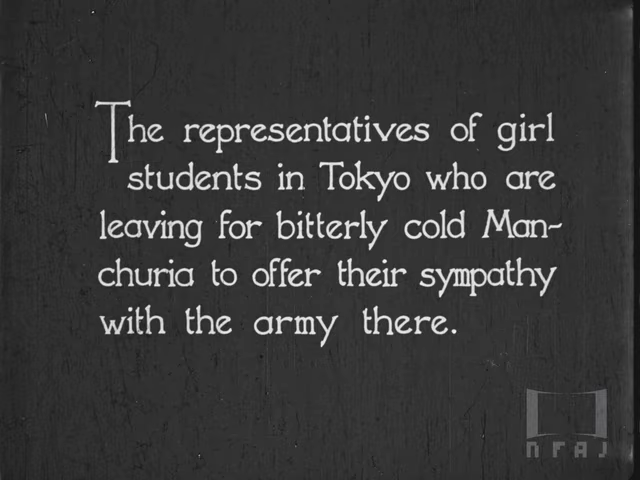 The representatives of girl
students in Tokyo who are
leaving for bitterly cold Man-
churia to offer their sympathy
with the army there.
NFAJ